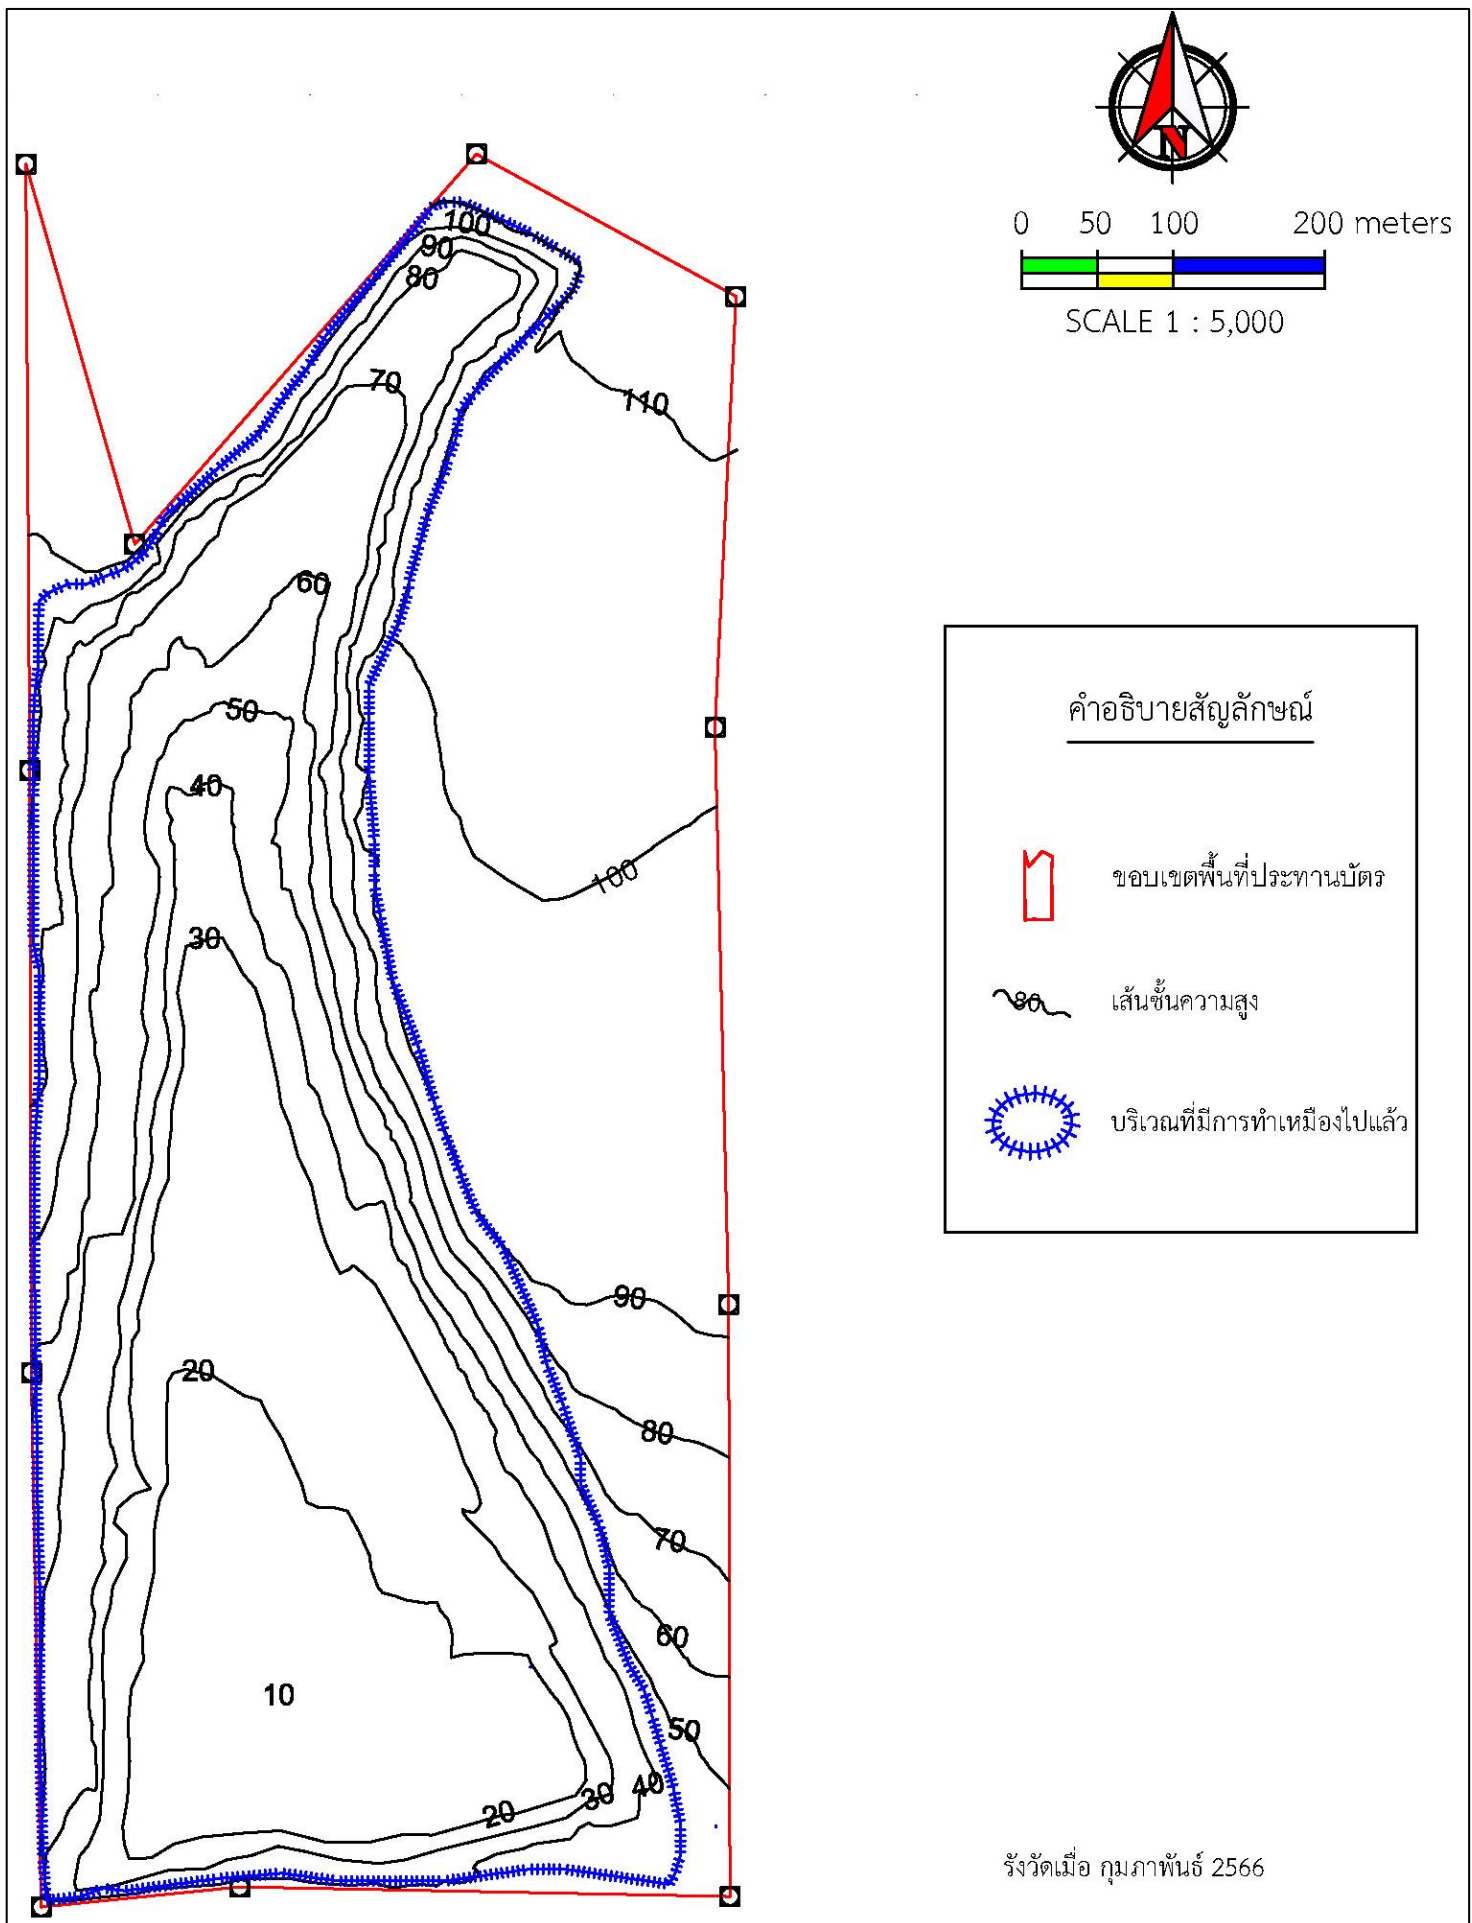 N
0 50 100 200 meters
SCALE 1 : 5,000
100
90
80
70
110
60
50
40
100
30
90
20
80
70
60
10
50
40
30
20
คำอธิบายสัญลักษณ์
ขอบเขตพื้นที่ประทานบัตร
80
เส้นชั้นความสูง
บริเวณที่มีการทำเหมืองไปแล้ว
รังวัดเมื่อ กุมภาพันธ์ 2566